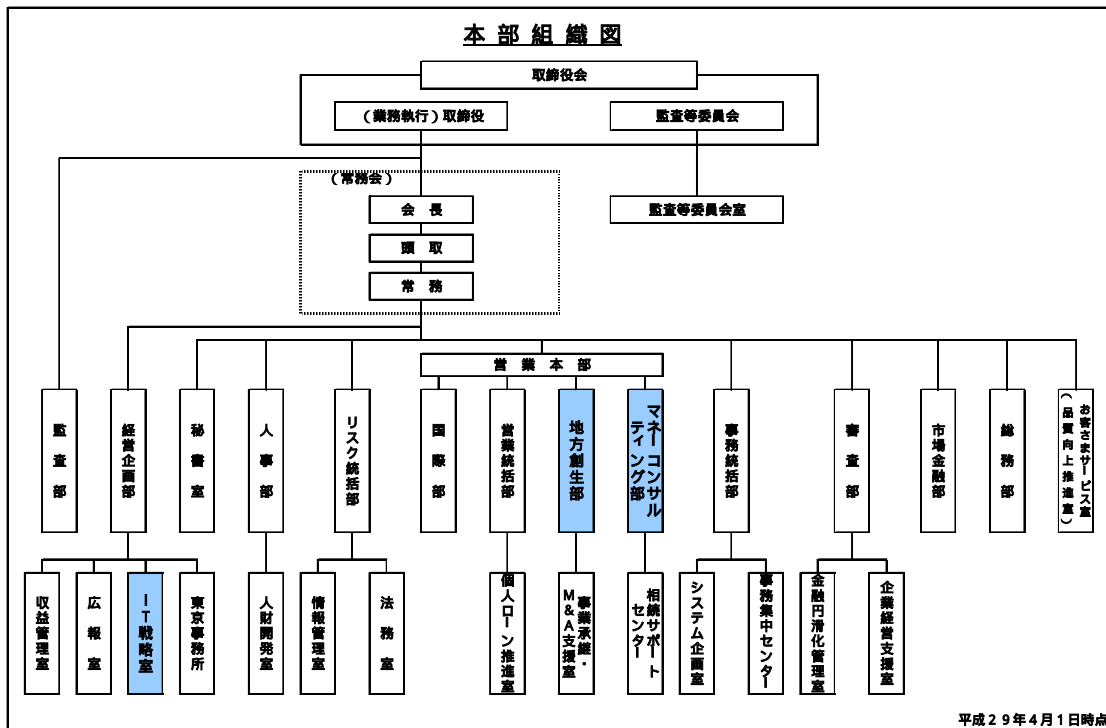 本部組織図
取締役会
(業務執行)取締役
監査等委員会
(常務会)
監査等委員会室
会長
頭取
常務
営業本部
監査部
経営企画部
秘書室
人事部
リスク統括部
国際部
営業統括部
地方創生部
マネーコンサル
ティング部
事務統括部
審査部
市場金融部
総務部
お客さまサービス室
(品質向上推進室)
収益管理室
広報室
IT戦略室
東京事務所
人財開発室
情報管理室
法務室
個人ローン推進室
事業承継・
M&A支援室
相続サポート
センター
システム企画室
事務集中センター
金融円滑化管理室
企業経営支援室
平成29年4月1日時点